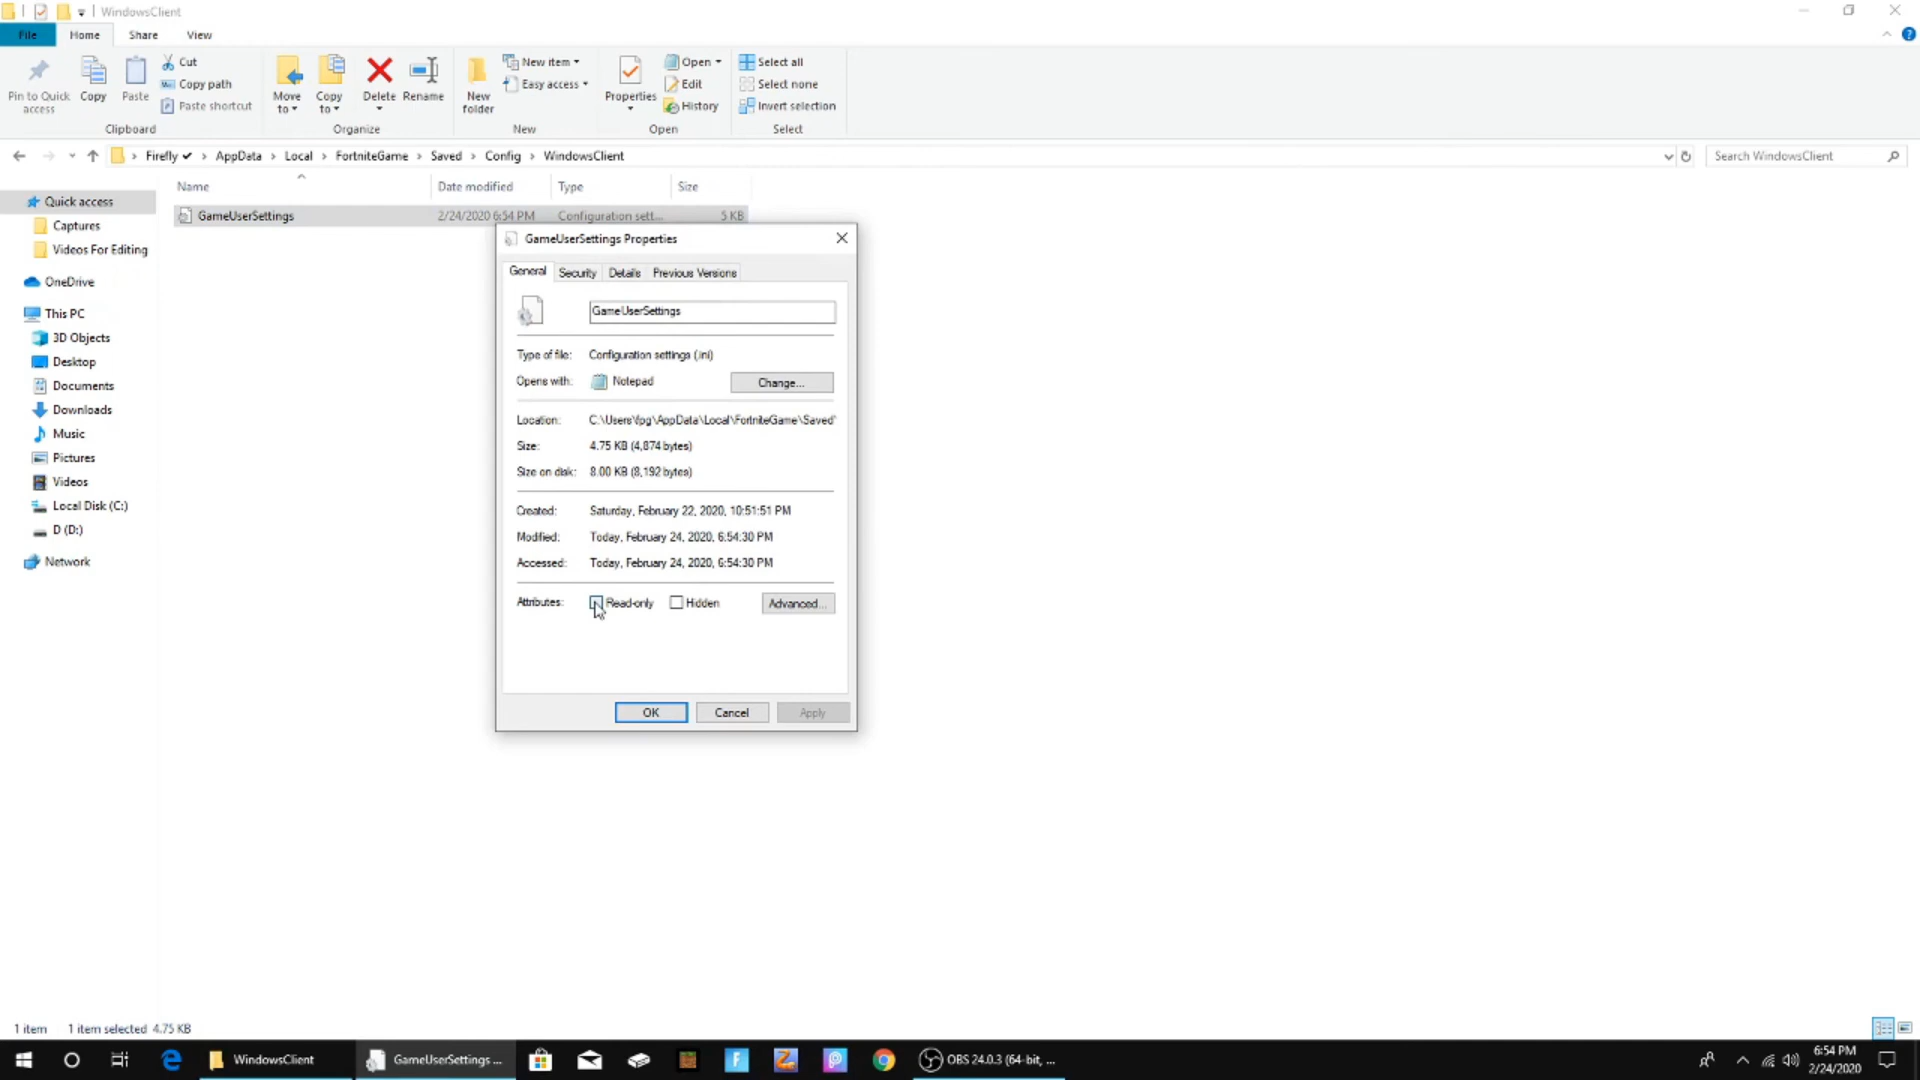 WindowsClient
File Home Share View
Pin to Quick access
Copy
Paste
Cut
Copy path
Paste shortcut
Clipboard
Move to
Copy to
Delete
Rename
Organize
New folder
New item
Easy access
New
Properties
Open
Edit
History
Open
Select all
Select none
Invert selection
Select
Firefly ✔ › AppData › Local › FortniteGame › Saved › Config › WindowsClient
Search WindowsClient
Name Date modified Type Size
GameUserSettings 2/24/2020 6:54 PM Configuration sett... 5 KB
Quick access
Captures
Videos For Editing
OneDrive
This PC
3D Objects
Desktop
Documents
Downloads
Music
Pictures
Videos
Local Disk (C:)
D (D:)
Network
GameUserSettings Properties
General Security Details Previous Versions
GameUserSettings
Type of file: Configuration settings (.ini)
Opens with: Notepad Change...
Location: C:\Users\fpg\AppData\Local\FortniteGame\Saved\
Size: 4.75 KB (4,874 bytes)
Size on disk: 8.00 KB (8,192 bytes)
Created: Saturday, February 22, 2020, 10:51:51 PM
Modified: Today, February 24, 2020, 6:54:30 PM
Accessed: Today, February 24, 2020, 6:54:30 PM
Attributes: Read-only Hidden Advanced...
OK Cancel Apply
1 item 1 item selected 4.75 KB
WindowsClient GameUserSettings ... OBS 24.0.3 (64-bit, ...
6:54 PM
2/24/2020